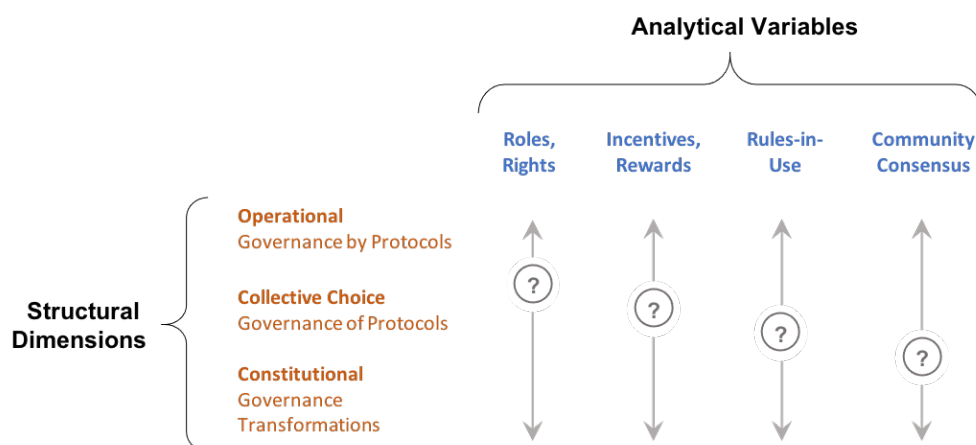 Analytical Variables
Roles,
Rights
Incentives,
Rewards
Rules-in-
Use
Community
Consensus
Structural
Dimensions
Operational
Governance by Protocols
Collective Choice
Governance of Protocols
Constitutional
Governance
Transformations
?
?
?
?